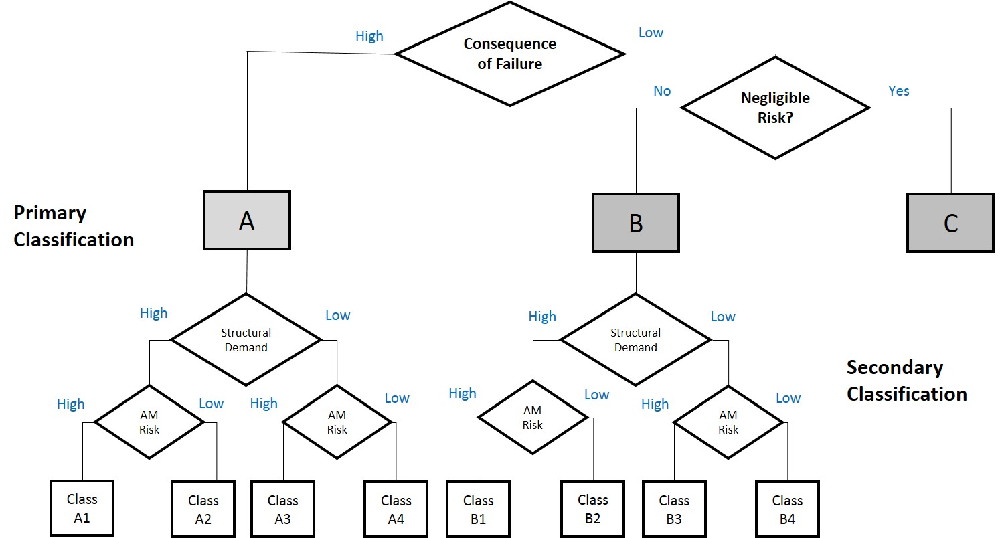 High
Consequence
of Failure
Low
No
Negligible
Risk?
Yes
Primary
Classification
A
B
C
High
Structural
Demand
Low
High
Structural
Demand
Low
Secondary
Classification
High
AM
Risk
Low
High
AM
Risk
Low
High
AM
Risk
Low
High
AM
Risk
Low
Class
A1
Class
A2
Class
A3
Class
A4
Class
B1
Class
B2
Class
B3
Class
B4